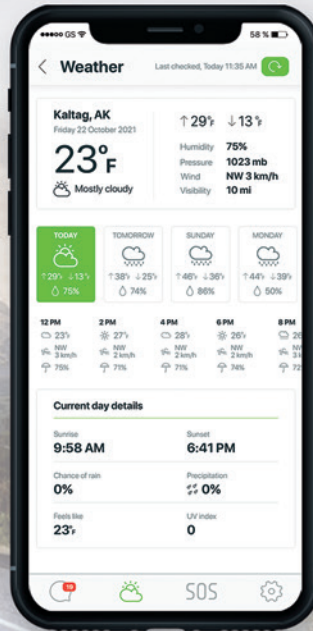 GS 58 %
Weather Last checked, Today 11:35 AM
Kaltag, AK
Friday 22 October 2021
23°F
Mostly cloudy
↑29°F ↓13°F
Humidity 75%
Pressure 1023 mb
Wind NW 3 km/h
Visibility 10 mi
TODAY TOMORROW SUNDAY MONDAY
↑29°F ↓13°F ↑38°F ↓25°F ↑46°F ↓36°F ↑44°F ↓39°F
75% 74% 86% 50%
12 PM 2 PM 4 PM 6 PM 8 PM
23°F 27°F 28°F 26°F 26
NW NW NW NW
3 km/h 2 km/h 2 km/h 2 km/h
75% 71% 71% 74% 72
Current day details
Sunrise Sunset
9:58 AM 6:41 PM
Chance of rain Precipitation
0% 0%
Feels like UV index
23°F 0
SOS